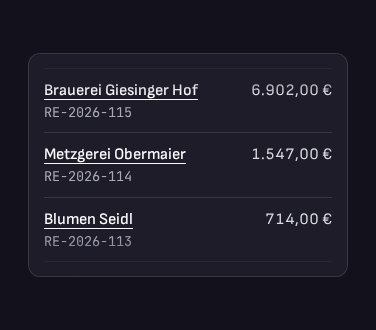 Brauerei Giesinger Hof 6.902,00 €
RE-2026-115
Metzgerei Obermaier 1.547,00 €
RE-2026-114
Blumen Seidl 714,00 €
RE-2026-113